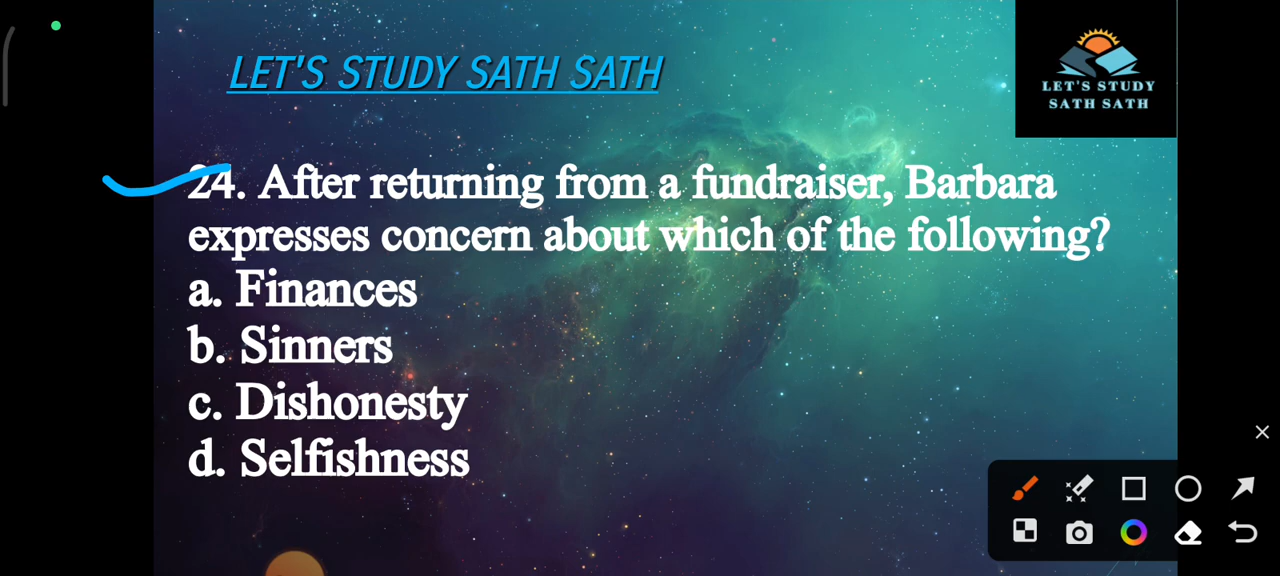 LET'S STUDY SATH SATH
LET'S STUDY
SATH SATH
24. After returning from a fundraiser, Barbara
expresses concern about which of the following?
a. Finances
b. Sinners
c. Dishonesty
d. Selfishness